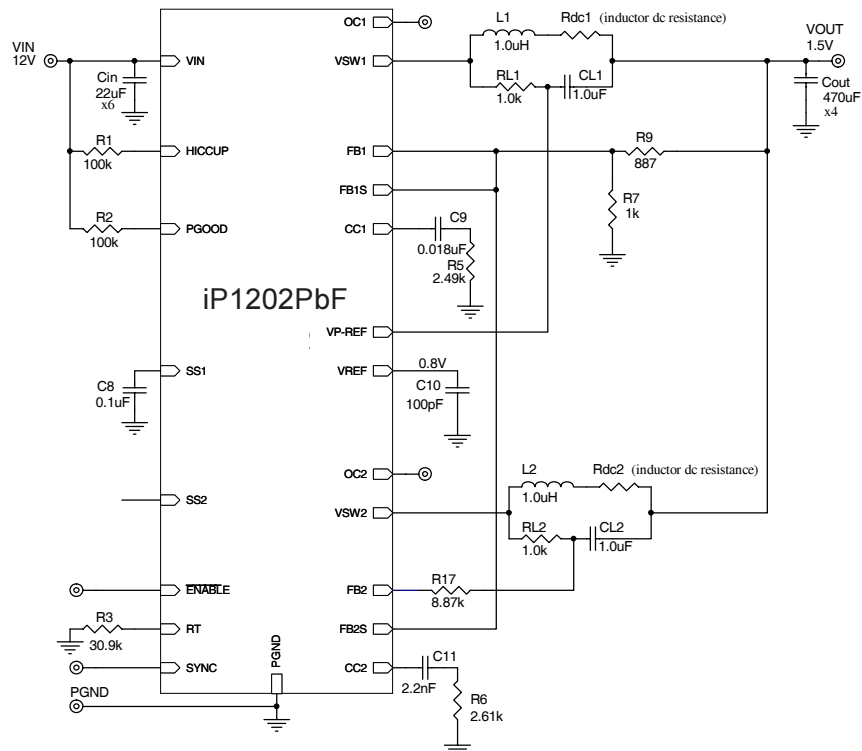 OC1
L1
1.0uH
Rdc1 (inductor dc resistance)
VIN
12V
VOUT
1.5V
VIN
VSW1
Cin
22uF
x6
RL1
1.0k
CL1
1.0uF
Cout
470uF
x4
R1
100k
HICCUP
FB1
R9
887
FB1S
R7
1k
R2
100k
PGOOD
CC1
C9
0.018uF
R5
2.49k
iP1202PbF
VP-REF
C8
0.1uF
SS1
VREF
0.8V
C10
100pF
OC2
L2
1.0uH
Rdc2 (inductor dc resistance)
SS2
VSW2
RL2
1.0k
CL2
1.0uF
ENABLE
FB2
R17
8.87k
R3
30.9k
RT
FB2S
SYNC
PGND
CC2
C11
2.2nF
PGND
R6
2.61k